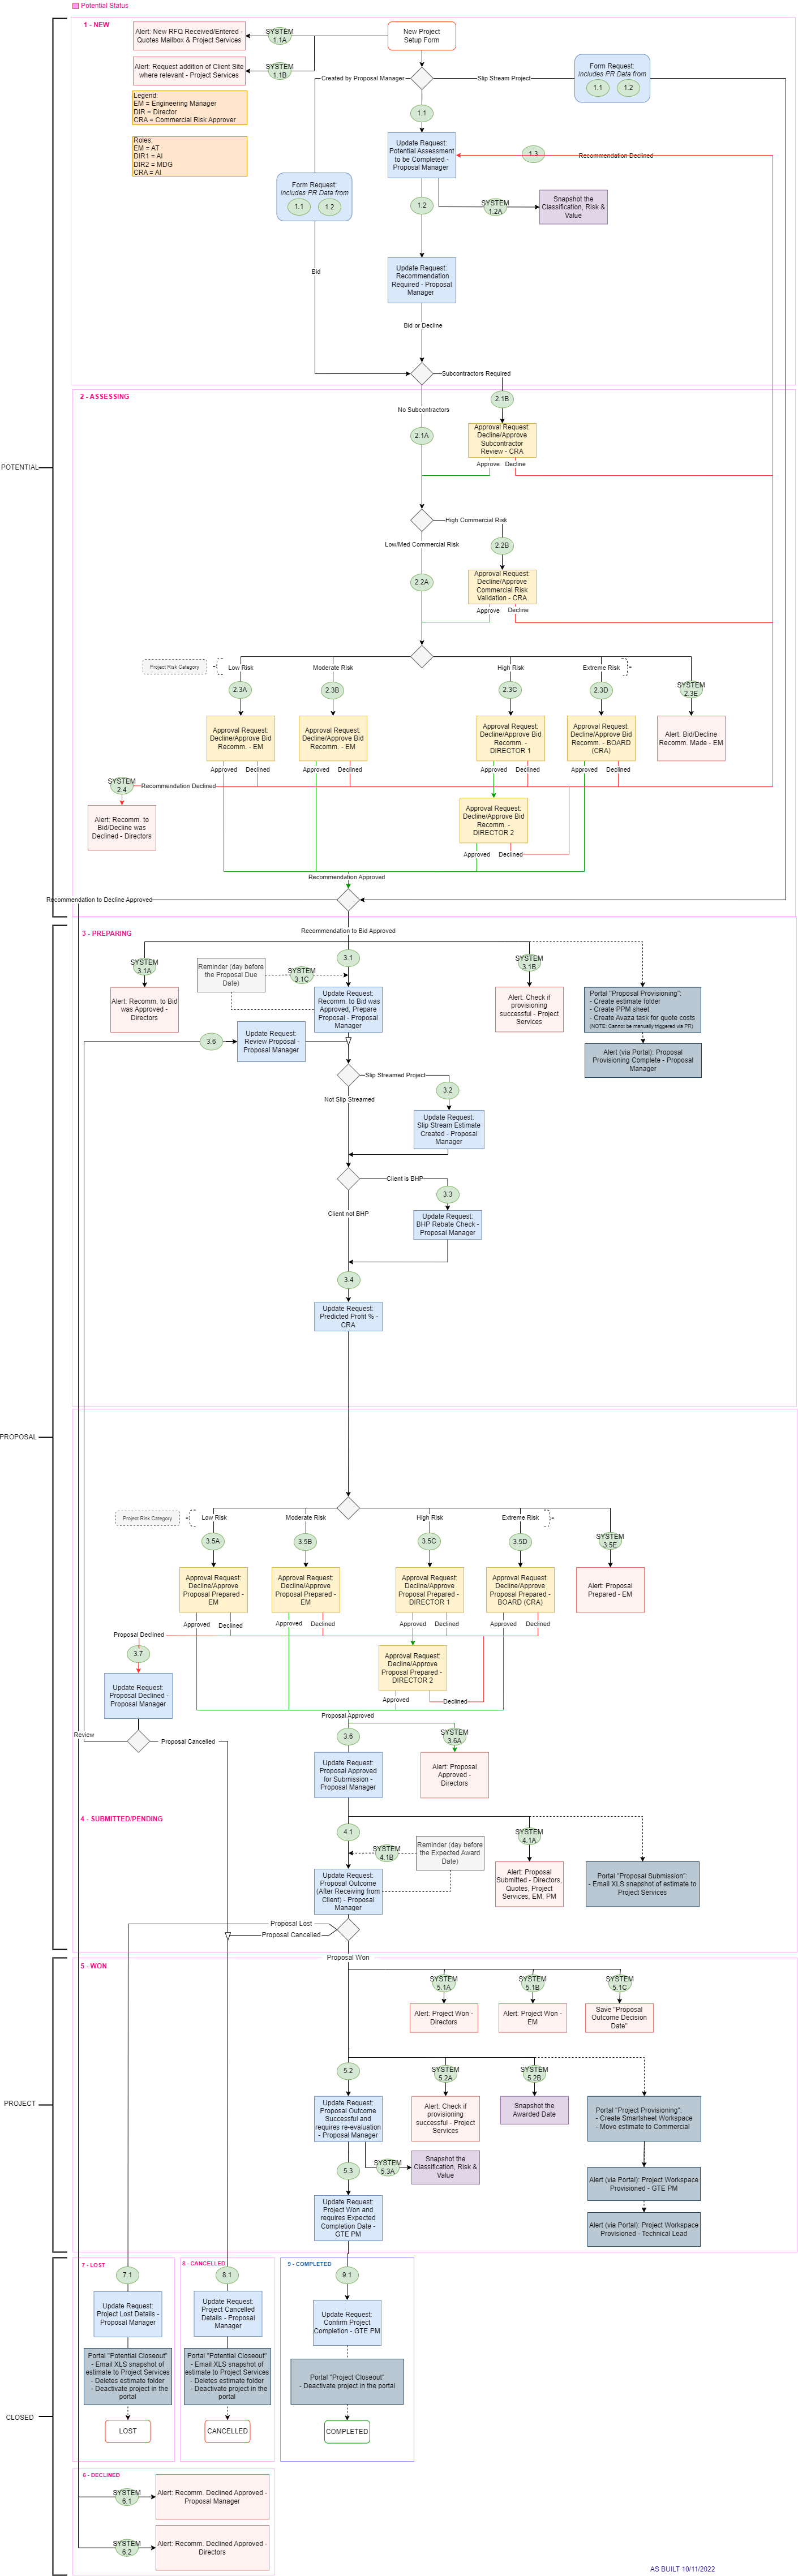 Potential Status
1 - NEW
New Project
Setup Form
SYSTEM
1.1A
Alert: New RFQ Received/Entered -
Quotes Mailbox & Project Services
SYSTEM
1.1B
Alert: Request addition of Client Site
where relevant - Project Services
Created by Proposal Manager
Slip Stream Project
Form Request:
includes PR Data from
1.1
1.2
Legend:
EM = Engineering Manager
DIR = Director
CRA = Commercial Risk Approver
Roles:
EM = AT
DIR1 = AI
DIR2 = MDG
CRA = AI
1.1
Update Request:
Potential Assessment
to be Completed -
Proposal Manager
1.3
Recommendation Declined
Form Request:
includes PR Data from
1.1
1.2
1.2
SYSTEM
1.2A
Snapshot the
Classification, Risk &
Value
Bid
Update Request:
Recommendation
Required - Proposal
Manager
Bid or Decline
Subcontractors Required
2 - ASSESSING
No Subcontractors
2.1A
2.1B
Approval Request:
Decline/Approve
Subcontractor
Review - CRA
Approve
Decline
POTENTIAL
High Commercial Risk
Low/Med Commercial Risk
2.2A
2.2B
Approval Request:
Decline/Approve
Commercial Risk
Validation - CRA
Approve
Decline
Project Risk Category
Low Risk
Moderate Risk
High Risk
Extreme Risk
2.3A
2.3B
2.3C
2.3D
SYSTEM
2.3E
Approval Request:
Decline/Approve Bid
Recomm. - EM
Approval Request:
Decline/Approve Bid
Recomm. - EM
Approval Request:
Decline/Approve Bid
Recomm. -
DIRECTOR 1
Approval Request:
Decline/Approve Bid
Recomm. - BOARD
(CRA)
Alert: Bid/Decline
Recomm. Made - EM
Approved
Declined
Approved
Declined
Approved
Declined
Approved
Declined
SYSTEM
2.4
Recommendation Declined
Alert: Recomm. to
Bid/Decline was
Declined - Directors
Approval Request:
Decline/Approve Bid
Recomm. -
DIRECTOR 2
Approved
Declined
Recommendation Approved
Recommendation to Decline Approved
Recommendation to Bid Approved
3 - PREPARING
SYSTEM
3.1A
Alert: Recomm. to Bid
was Approved -
Directors
Reminder (day before
the Proposal Due
Date)
SYSTEM
3.1C
3.1
Update Request:
Recomm. to Bid was
Approved, Prepare
Proposal - Proposal
Manager
SYSTEM
3.1B
Alert: Check if
provisioning
successful - Project
Services
Portal "Proposal Provisioning":
- Create estimate folder
- Create PPM sheet
- Create Avaza task for quote costs
(NOTE: Cannot be manually triggered via PR)
Alert (via Portal): Proposal
Provisioning Complete - Proposal
Manager
3.6
Update Request:
Review Proposal -
Proposal Manager
Slip Streamed Project
Not Slip Streamed
3.2
Update Request:
Slip Stream Estimate
Created - Proposal
Manager
Client is BHP
Client not BHP
3.3
Update Request:
BHP Rebate Check -
Proposal Manager
3.4
Update Request:
Predicted Profit % -
CRA
PROPOSAL
Project Risk Category
Low Risk
Moderate Risk
High Risk
Extreme Risk
3.5A
3.5B
3.5C
3.5D
SYSTEM
3.5E
Approval Request:
Decline/Approve
Proposal Prepared -
EM
Approval Request:
Decline/Approve
Proposal Prepared -
EM
Approval Request:
Decline/Approve
Proposal Prepared -
DIRECTOR 1
Approval Request:
Decline/Approve
Proposal Prepared -
BOARD (CRA)
Alert: Proposal
Prepared - EM
Approved
Declined
Approved
Declined
Approved
Declined
Approved
Declined
Proposal Declined
3.7
Update Request:
Proposal Declined -
Proposal Manager
Approval Request:
Decline/Approve
Proposal Prepared -
DIRECTOR 2
Approved
Declined
Proposal Approved
Review
Proposal Cancelled
3.6
Update Request:
Proposal Approved
for Submission -
Proposal Manager
SYSTEM
3.6A
Alert: Proposal
Approved -
Directors
4 - SUBMITTED/PENDING
4.1
SYSTEM
4.1B
Reminder (day before
the Expected Award
Date)
SYSTEM
4.1A
Update Request:
Proposal Outcome
(After Receiving from
Client) - Proposal
Manager
Alert: Proposal
Submitted - Directors,
Quotes, Project
Services, EM, PM
Portal "Proposal Submission":
- Email XLS snapshot of estimate to
Project Services
Proposal Lost
Proposal Cancelled
Proposal Won
5 - WON
SYSTEM
5.1A
SYSTEM
5.1B
SYSTEM
5.1C
Alert: Project Won -
Directors
Alert: Project Won -
EM
Save "Proposal
Outcome Decision
Date"
PROJECT
5.2
SYSTEM
5.2A
SYSTEM
5.2B
Update Request:
Proposal Outcome
Successful and
requires re-evaluation
- Proposal Manager
Alert: Check if
provisioning
successful - Project
Services
Snapshot the
Awarded Date
Portal "Project Provisioning":
- Create Smartsheet Workspace
- Move estimate to Commercial
5.3
SYSTEM
5.3A
Snapshot the
Classification, Risk &
Value
Alert (via Portal): Project Workspace
Provisioned - GTE PM
Update Request:
Project Won and
requires Expected
Completion Date -
GTE PM
Alert (via Portal): Project Workspace
Provisioned - Technical Lead
7 - LOST
8 - CANCELLED
9 - COMPLETED
7.1
8.1
9.1
Update Request:
Project Lost Details -
Proposal Manager
Update Request:
Project Cancelled
Details - Proposal
Manager
Update Request:
Confirm Project
Completion - GTE PM
Portal "Potential Closeout"
- Email XLS snapshot of
estimate to Project Services
- Deletes estimate folder
- Deactivate project in the
portal
Portal "Potential Closeout"
- Email XLS snapshot of
estimate to Project Services
- Deletes estimate folder
- Deactivate project in the
portal
Portal "Project Closeout"
- Deactivate project in the portal
CLOSED
LOST
CANCELLED
COMPLETED
6 - DECLINED
SYSTEM
6.1
Alert: Recomm. Declined Approved -
Proposal Manager
SYSTEM
6.2
Alert: Recomm. Declined Approved -
Directors
AS BUILT 10/11/2022